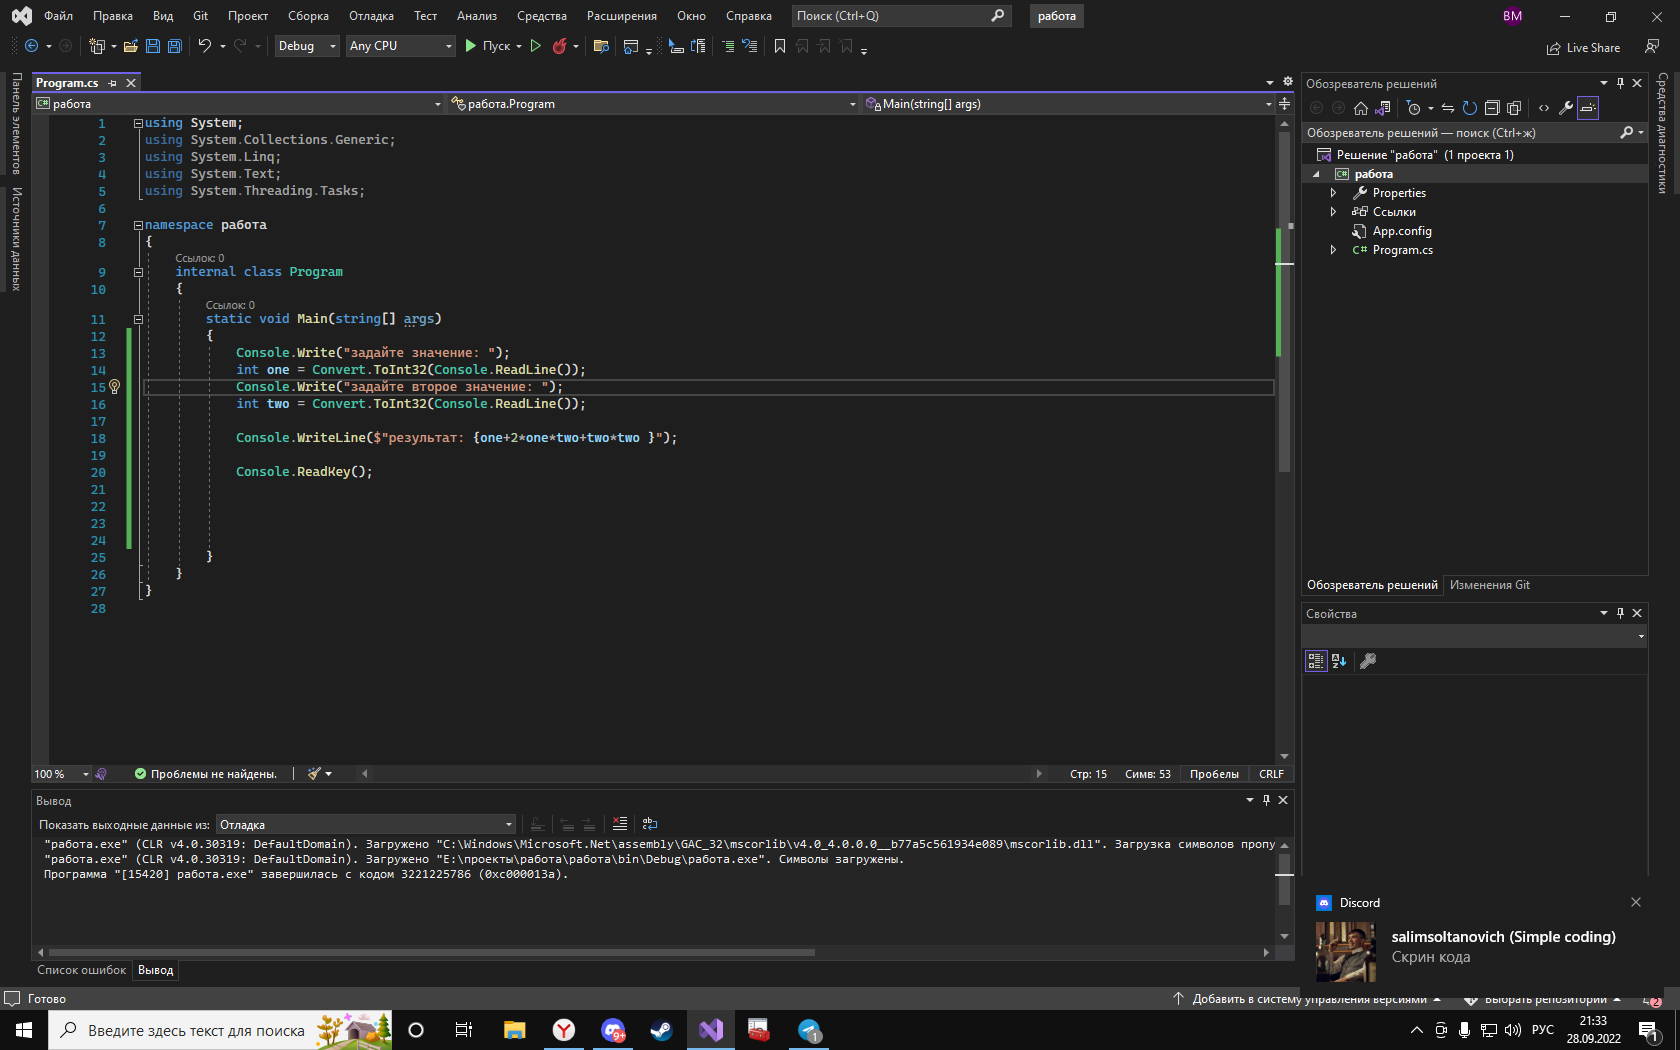 Файл Правка Вид Git Проект Сборка Отладка Тест Анализ Средства Расширения Окно Справка Поиск (Ctrl+Q) работа BM
Debug Any CPU Пуск Live Share
Панель элементов
Источники данных
Program.cs
работа работа.Program Main(string[] args)
1 using System;
2 using System.Collections.Generic;
3 using System.Linq;
4 using System.Text;
5 using System.Threading.Tasks;
6
7 namespace работа
8 {
Ссылок: 0
9 internal class Program
10 {
Ссылок: 0
11 static void Main(string[] args)
12 {
13 Console.Write("задайте значение: ");
14 int one = Convert.ToInt32(Console.ReadLine());
15 Console.Write("задайте второе значение: ");
16 int two = Convert.ToInt32(Console.ReadLine());
17
18 Console.WriteLine($"результат: {one+2*one*two+two*two }");
19
20 Console.ReadKey();
21
22
23
24
25 }
26 }
27 }
28
100 % Проблемы не найдены. Стр: 15 Симв: 53 Пробелы CRLF
Вывод
Показать выходные данные из: Отладка
"работа.exe" (CLR v4.0.30319: DefaultDomain). Загружено "C:\Windows\Microsoft.Net\assembly\GAC_32\mscorlib\v4.0_4.0.0.0__b77a5c561934e089\mscorlib.dll". Загрузка символов пропу
"работа.exe" (CLR v4.0.30319: DefaultDomain). Загружено "E:\проекты\работа\работа\bin\Debug\работа.exe". Символы загружены.
Программа "[15420] работа.exe" завершилась с кодом 3221225786 (0xc000013a).
Список ошибок Вывод
Обозреватель решений
Обозреватель решений — поиск (Ctrl+ж)
Решение "работа" (1 проекта 1)
C# работа
Properties
Ссылки
App.config
C# Program.cs
Обозреватель решений Изменения Git
Свойства
Средства диагностики
Discord
salimsoltanovich (Simple coding)
Скрин кода
Готово Добавить в систему управления версиями Выбрать репозиторий 2
Введите здесь текст для поиска 9+ 1 РУС 21:33
28.09.2022 1